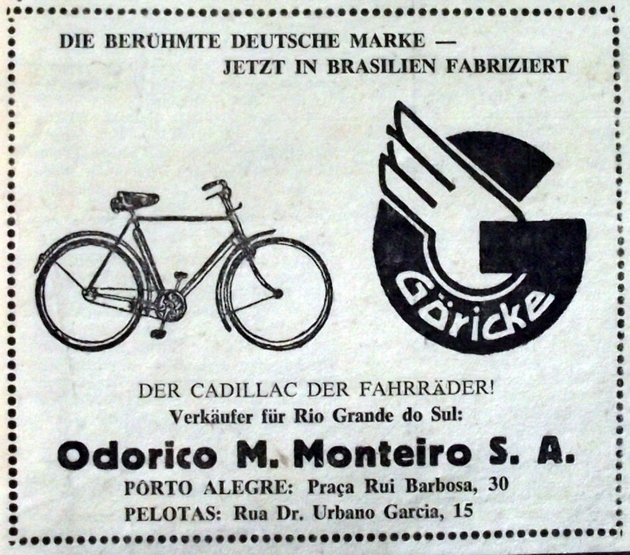 DIE BERÜHMTE DEUTSCHE MARKE —
JETZT IN BRASILIEN FABRIZIERT
Göricke
DER CADILLAC DER FAHRRÄDER!
Verkäufer für Rio Grande do Sul:
Odorico M. Monteiro S. A.
PÔRTO ALEGRE: Praça Rui Barbosa, 30
PELOTAS: Rua Dr. Urbano Garcia, 15